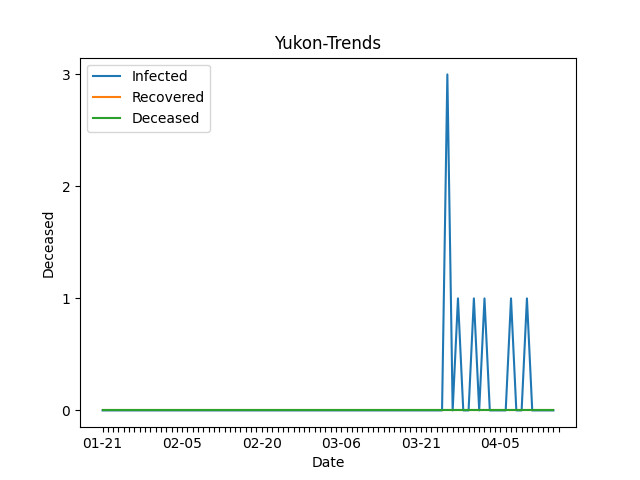 Yukon-Trends
Infected
Recovered
Deceased
3
2
1
0
Deceased
01-21 02-05 02-20 03-06 03-21 04-05
Date